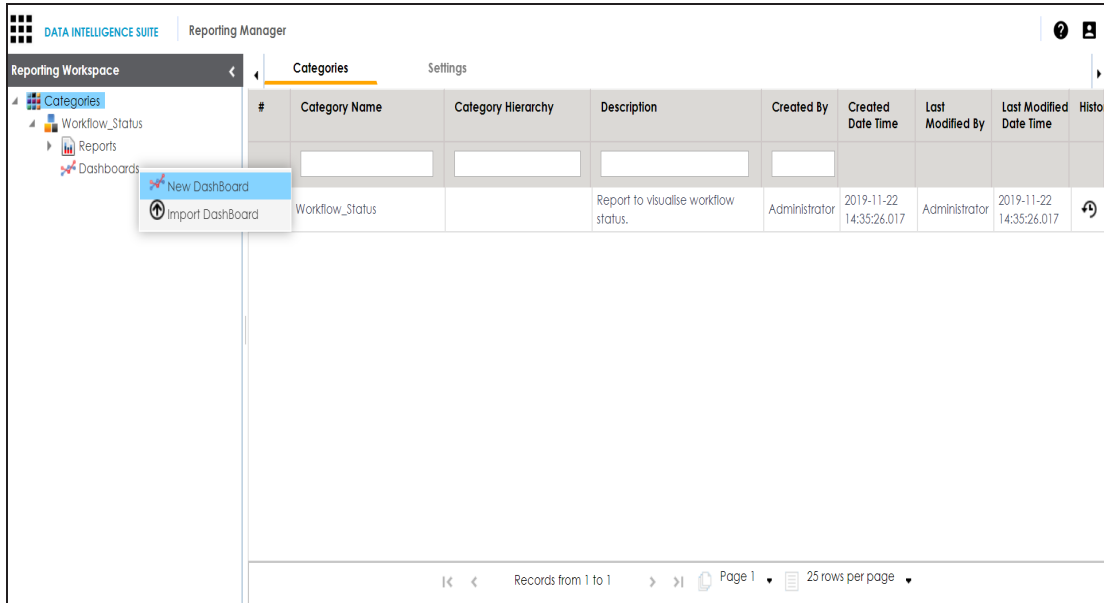 DATA INTELLIGENCE SUITE Reporting Manager
Reporting Workspace
Categories Settings
Categories
Workflow_Status
Reports
Dashboards
New DashBoard
Import DashBoard
# Category Name Category Hierarchy Description Created By Created Date Time Last Modified By Last Modified Date Time Histo
Workflow_Status Report to visualise workflow status. Administrator 2019-11-22 14:35:26.017 Administrator 2019-11-22 14:35:26.017
Records from 1 to 1 Page 1 25 rows per page